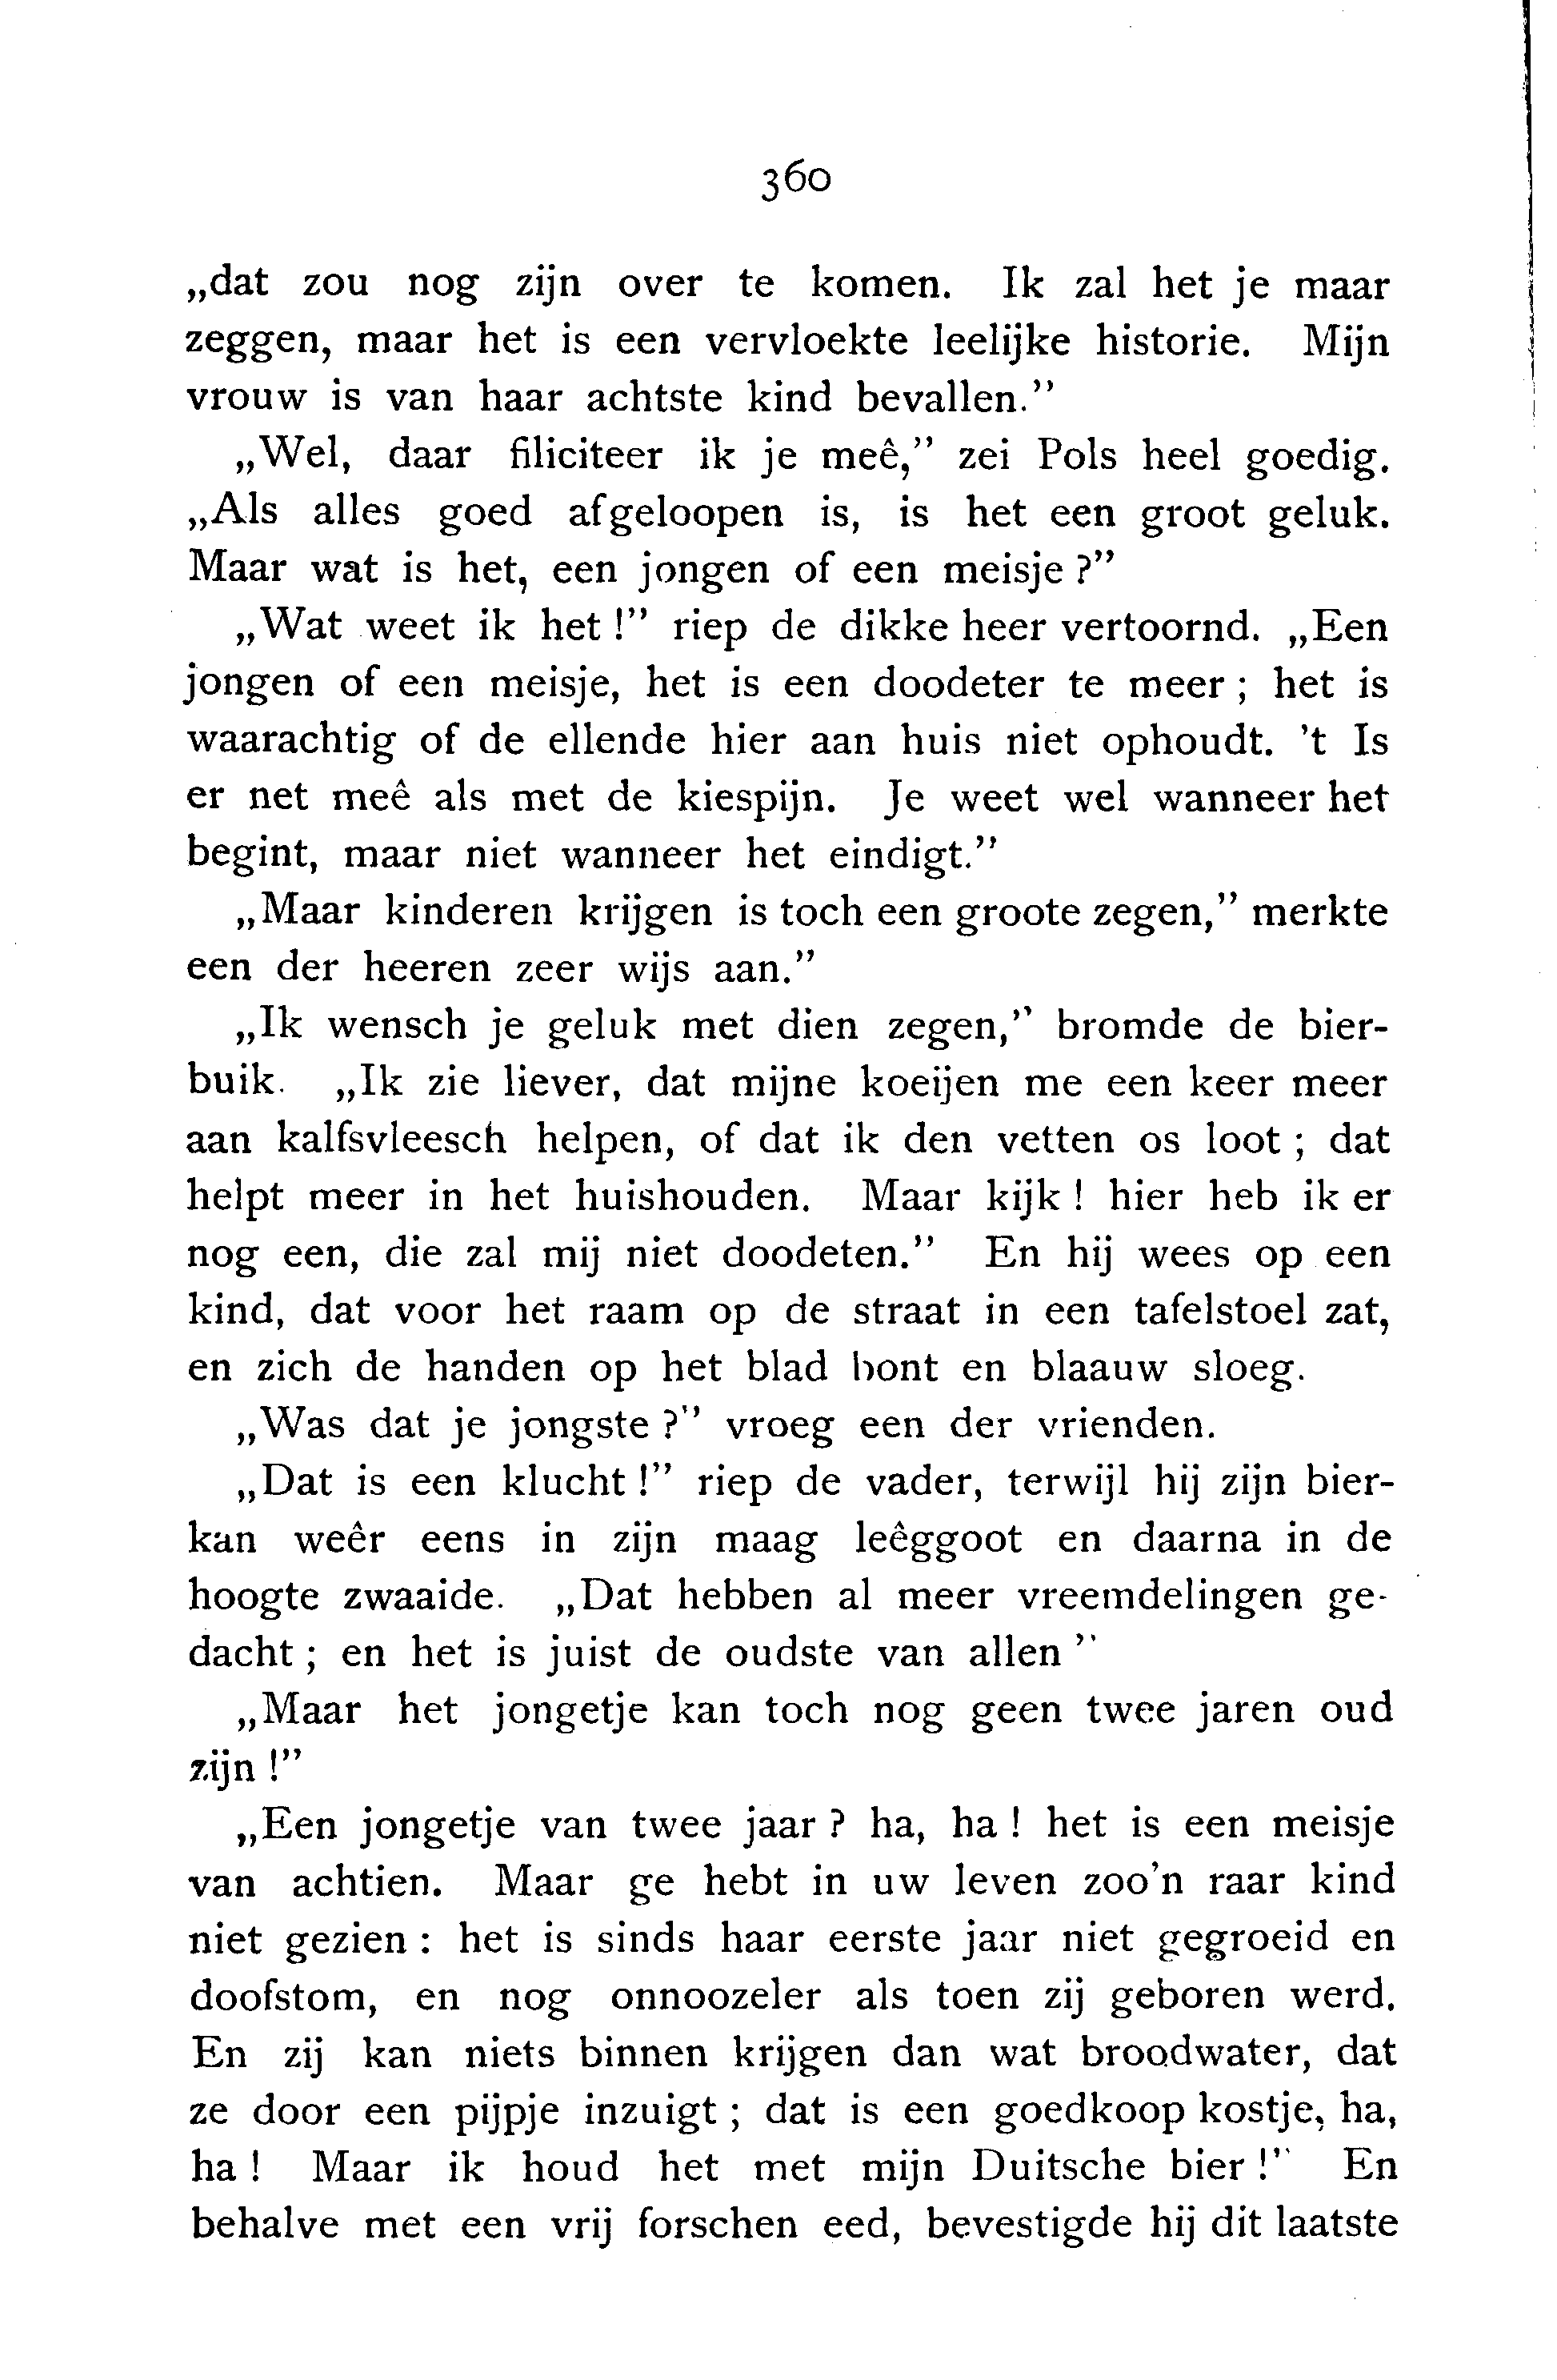 360
„dat zou nog zijn over te komen. Ik zal het je maar
zeggen, maar het is een vervloekte leelijke historie. Mijn
vrouw is van haar achtste kind bevallen.”
„Wel, daar filiciteer ik je meê,” zei Pols heel goedig.
„Als alles goed afgeloopen is, is het een groot geluk.
Maar wat is het, een jongen of een meisje ?”
„Wat weet ik het !” riep de dikke heer vertoornd. „Een
jongen of een meisje, het is een doodeter te meer ; het is
waarachtig of de ellende hier aan huis niet ophoudt. 't Is
er net meê als met de kiespijn. Je weet wel wanneer het
begint, maar niet wanneer het eindigt.”
„Maar kinderen krijgen is toch een groote zegen,” merkte
een der heeren zeer wijs aan.”
„Ik wensch je geluk met dien zegen,” bromde de bier-
buik. „Ik zie liever, dat mijne koeijen me een keer meer
aan kalfsvleesch helpen, of dat ik den vetten os loot ; dat
helpt meer in het huishouden. Maar kijk ! hier heb ik er
nog een, die zal mij niet doodeten.” En hij wees op een
kind, dat voor het raam op de straat in een tafelstoel zat,
en zich de handen op het blad bont en blaauw sloeg.
„Was dat je jongste ?” vroeg een der vrienden.
„Dat is een klucht !” riep de vader, terwijl hij zijn bier-
kan weêr eens in zijn maag leêggoot en daarna in de
hoogte zwaaide. „Dat hebben al meer vreemdelingen ge-
dacht ; en het is juist de oudste van allen ”
„Maar het jongetje kan toch nog geen twee jaren oud
zijn !”
„Een jongetje van twee jaar ? ha, ha ! het is een meisje
van achtien. Maar ge hebt in uw leven zoo'n raar kind
niet gezien : het is sinds haar eerste jaar niet gegroeid en
doofstom, en nog onnoozeler als toen zij geboren werd.
En zij kan niets binnen krijgen dan wat broodwater, dat
ze door een pijpje inzuigt ; dat is een goedkoop kostje, ha,
ha ! Maar ik houd het met mijn Duitsche bier !” En
behalve met een vrij forschen eed, bevestigde hij dit laatste